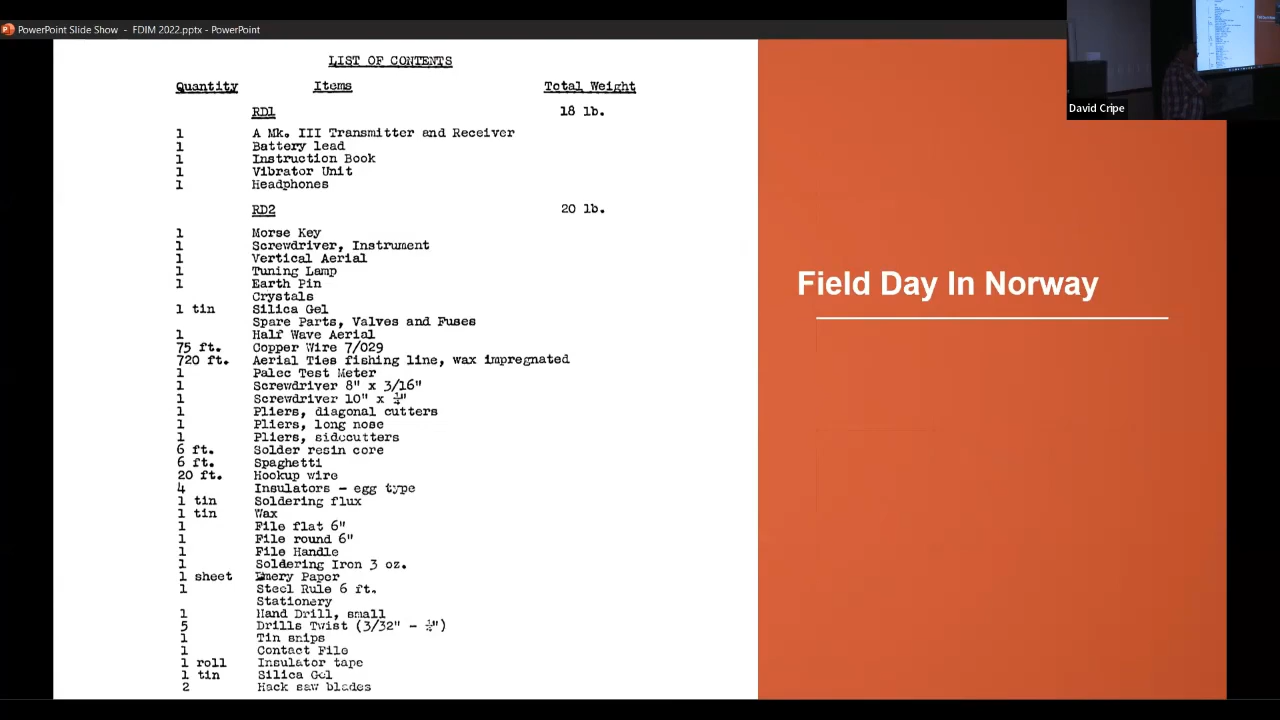 PowerPoint Slide Show - FDIM 2022.pptx - PowerPoint
David Cripe
LIST OF CONTENTS
Quantity Items Total Weight
RD1 18 lb.
1 A Mk. III Transmitter and Receiver
1 Battery lead
1 Instruction Book
1 Vibrator Unit
1 Headphones
RD2 20 lb.
1 Morse Key
1 Screwdriver, Instrument
1 Vertical Aerial
1 Tuning Lamp
1 Earth Pin
Crystals
1 tin Silica Gel
Spare Parts, Valves and Fuses
1 Half Wave Aerial
75 ft. Copper Wire 7/029
720 ft. Aerial Ties fishing line, wax impregnated
1 Palec Test Meter
1 Screwdriver 8" x 3/16"
1 Screwdriver 10" x ¼"
1 Pliers, diagonal cutters
1 Pliers, long nose
1 Pliers, sidecutters
6 ft. Solder resin core
6 ft. Spaghetti
20 ft. Hookup wire
4 Insulators - egg type
1 tin Soldering flux
1 tin Wax
1 File flat 6"
1 File round 6"
1 File Handle
1 Soldering Iron 3 oz.
1 sheet Emery Paper
1 Steel Rule 6 ft.
Stationery
1 Hand Drill, small
5 Drills Twist (3/32" - ¼")
1 Tin snips
1 Contact File
1 roll Insulator tape
1 tin Silica Gel
2 Hack saw blades
Field Day In Norway